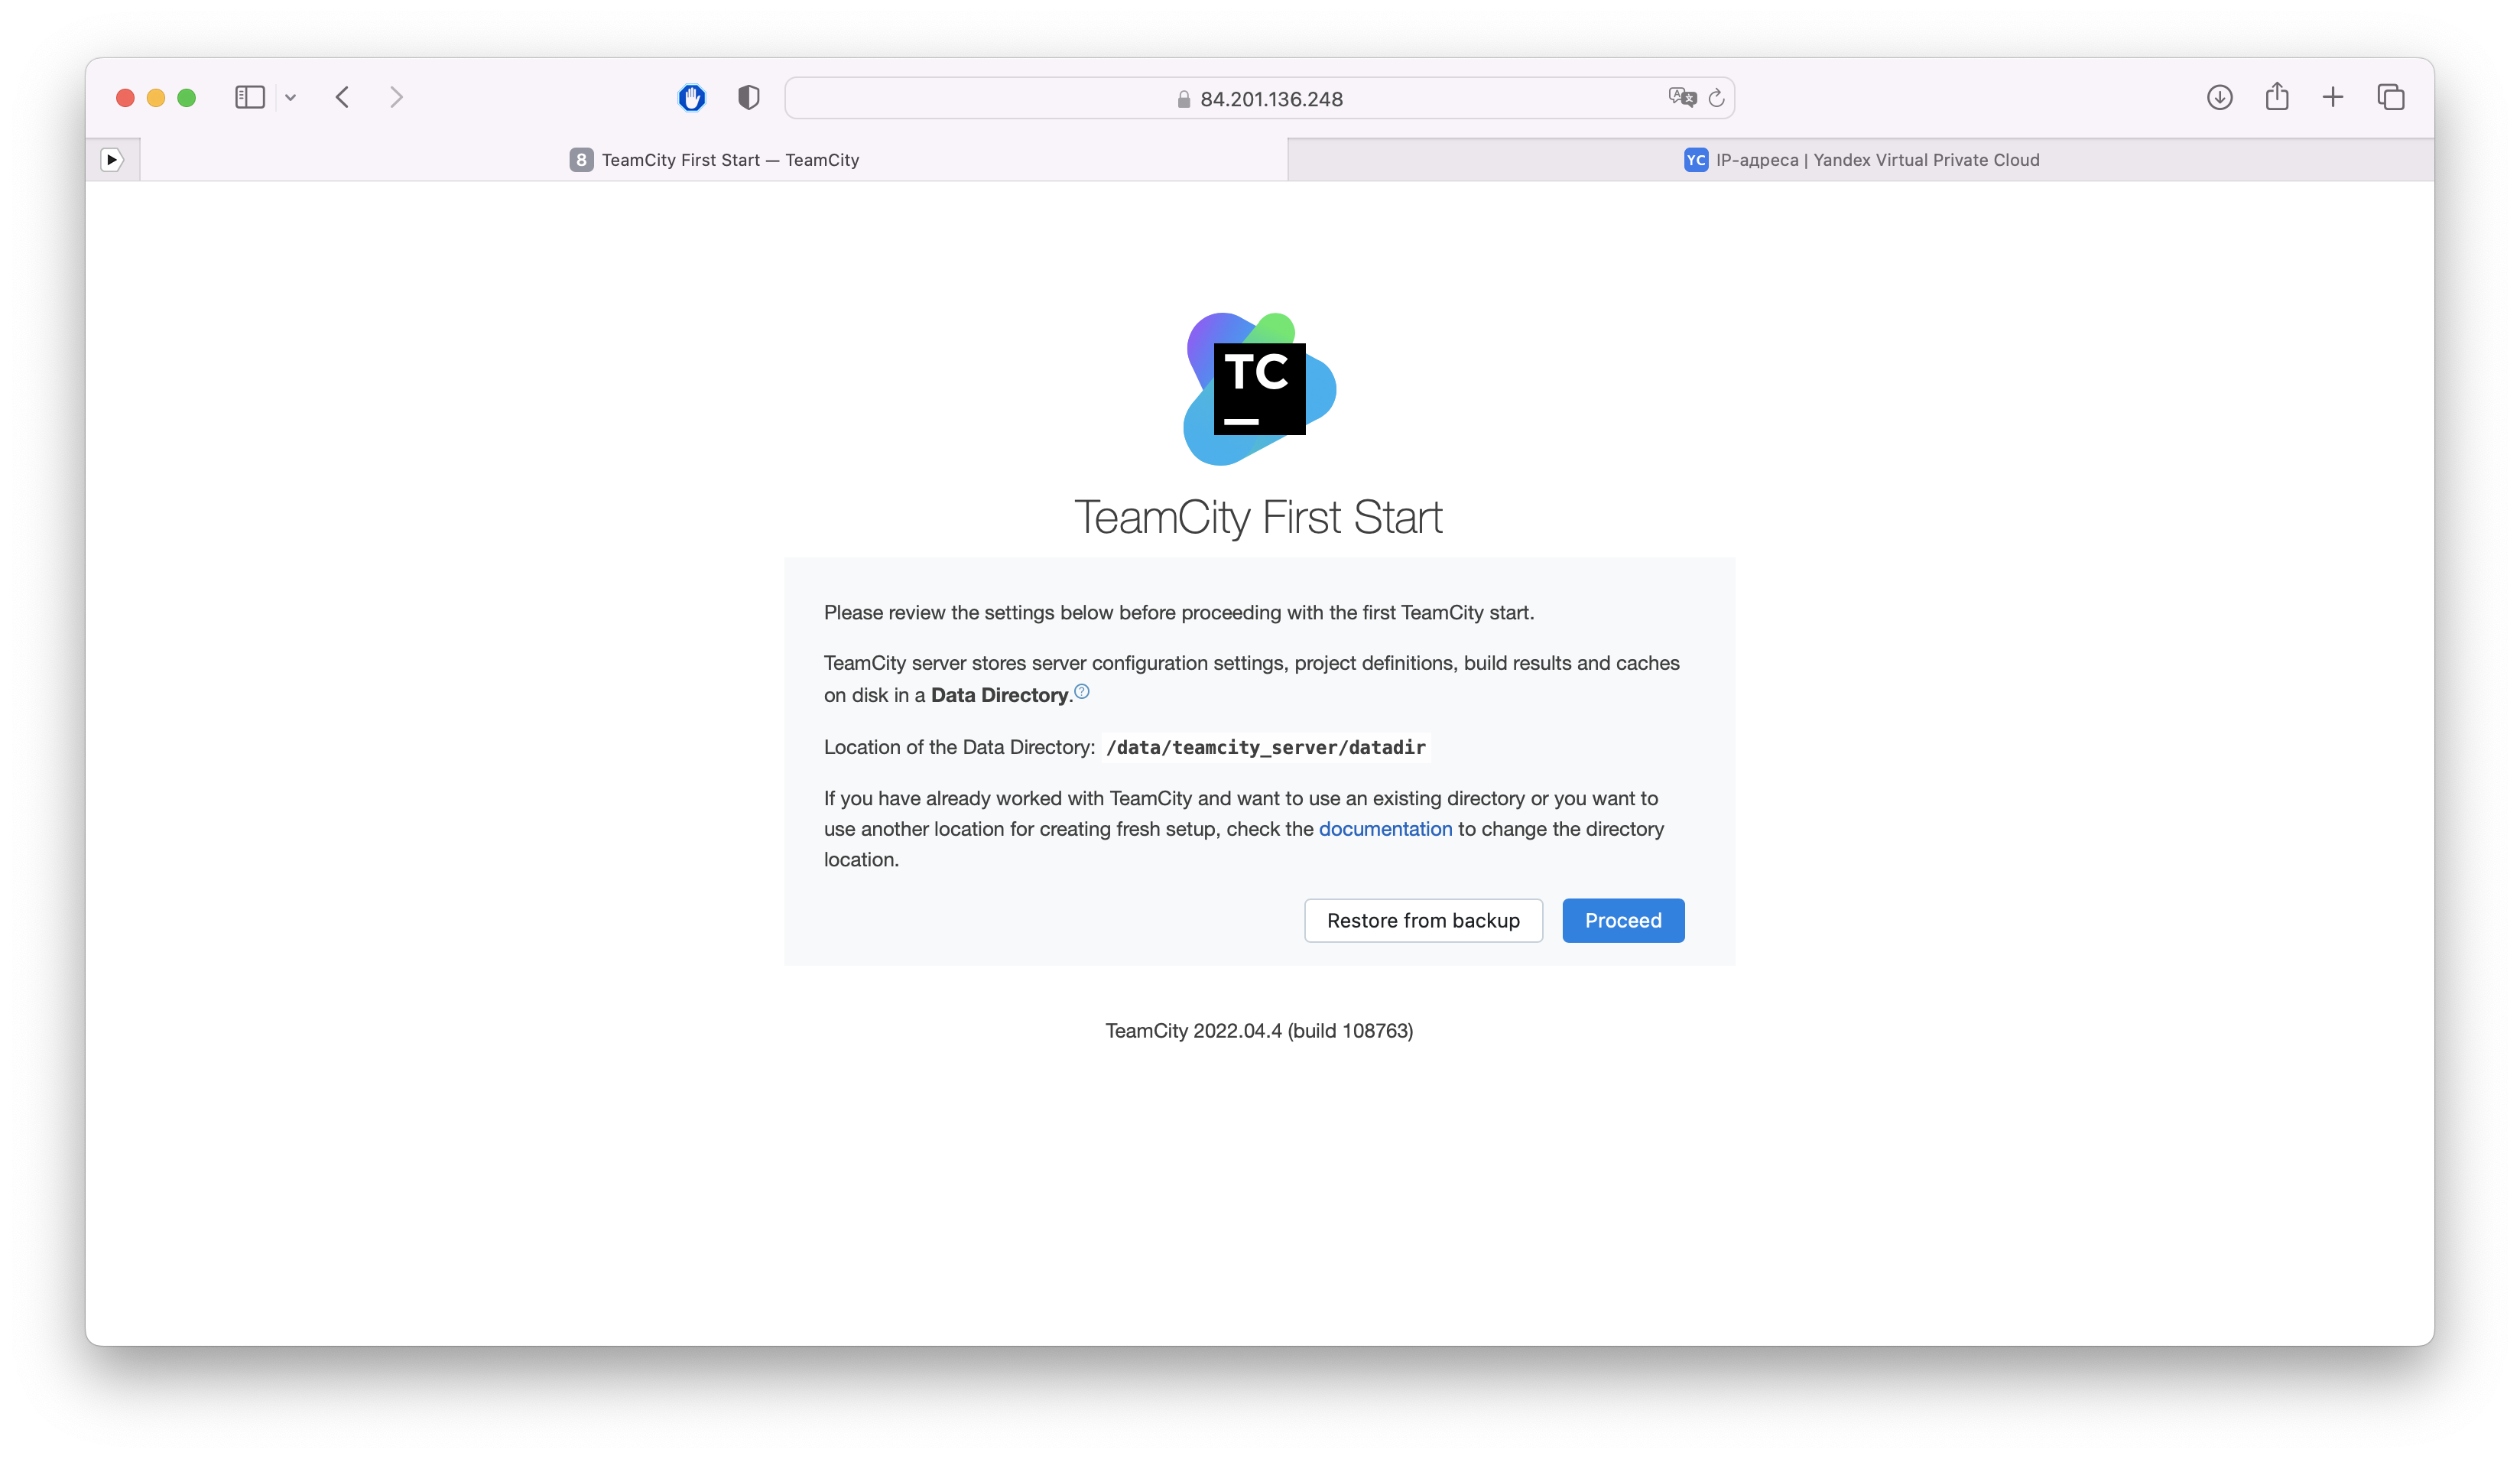 84.201.136.248
8 TeamCity First Start — TeamCity
YC IP-адреса | Yandex Virtual Private Cloud
TC
TeamCity First Start
Please review the settings below before proceeding with the first TeamCity start.
TeamCity server stores server configuration settings, project definitions, build results and caches
on disk in a Data Directory.?
Location of the Data Directory: /data/teamcity_server/datadir
If you have already worked with TeamCity and want to use an existing directory or you want to
use another location for creating fresh setup, check the documentation to change the directory
location.
Restore from backup
Proceed
TeamCity 2022.04.4 (build 108763)